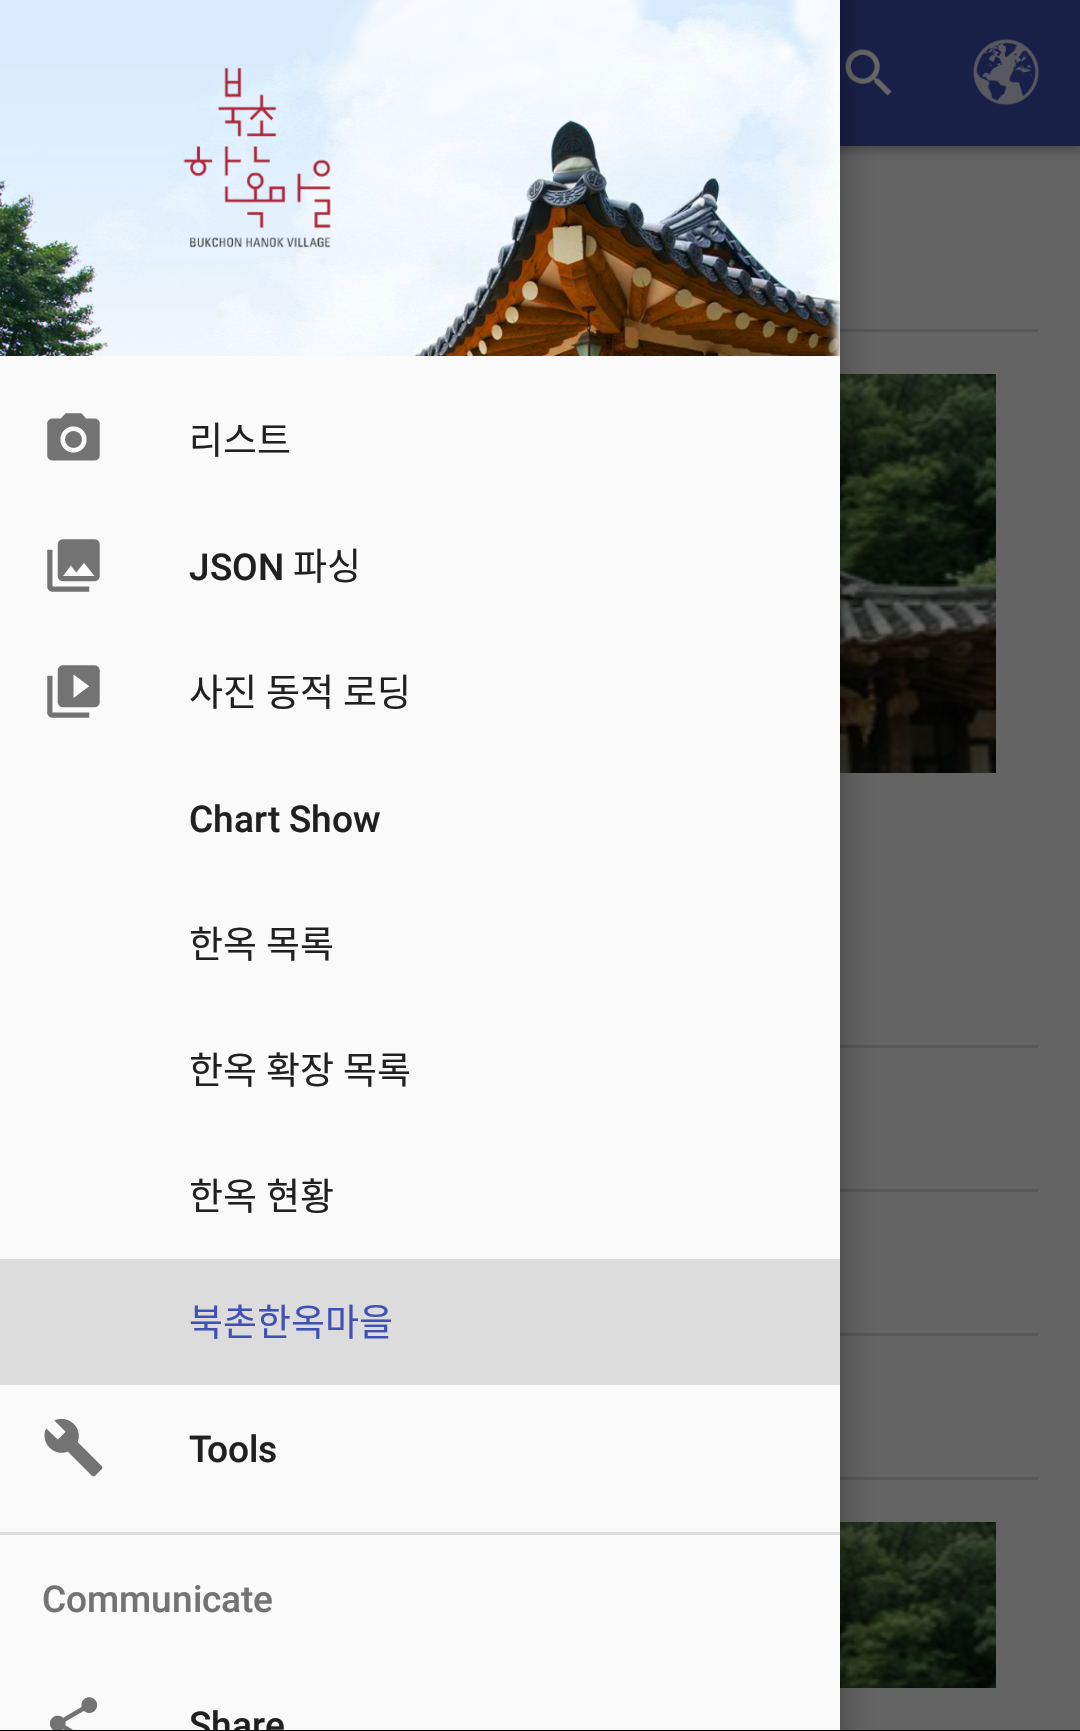 북촌
한옥마을
BUKCHON HANOK VILLAGE
리스트
JSON 파싱
사진 동적 로딩
Chart Show
한옥 목록
한옥 확장 목록
한옥 현황
북촌한옥마을
Tools
Communicate
Share